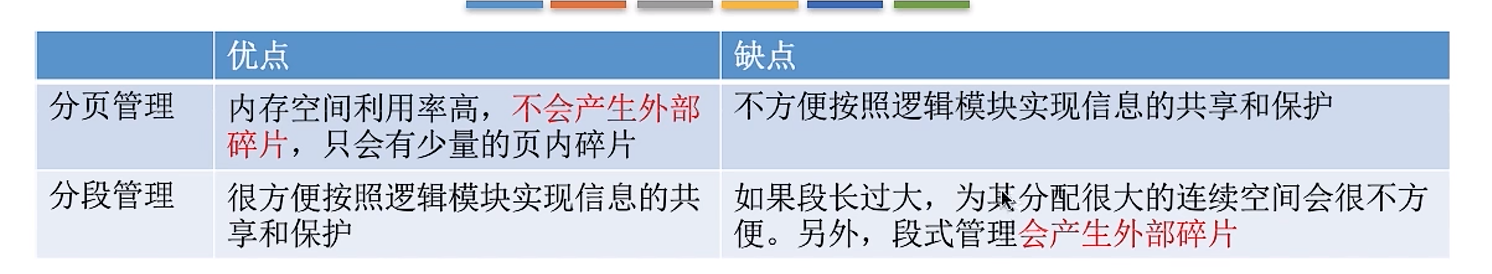 优点
缺点
分页管理
内存空间利用率高，不会产生外部
碎片，只会有少量的页内碎片
不方便按照逻辑模块实现信息的共享和保护
分段管理
很方便按照逻辑模块实现信息的共
享和保护
如果段长过大，为其分配很大的连续空间会很不方
便。另外，段式管理会产生外部碎片